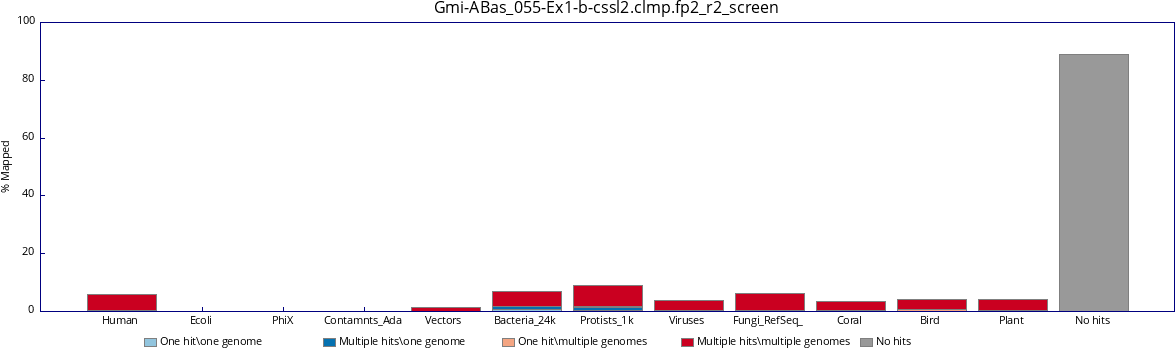 Gmi-ABas_055-Ex1-b-cssl2.clmp.fp2_r2_screen
100
80
60
40
20
0
% Mapped
Human Ecoli PhiX Contamnts_Ada Vectors Bacteria_24k Protists_1k Viruses Fungi_RefSeq_ Coral Bird Plant No hits
One hit\one genome Multiple hits\one genome One hit\multiple genomes Multiple hits\multiple genomes No hits